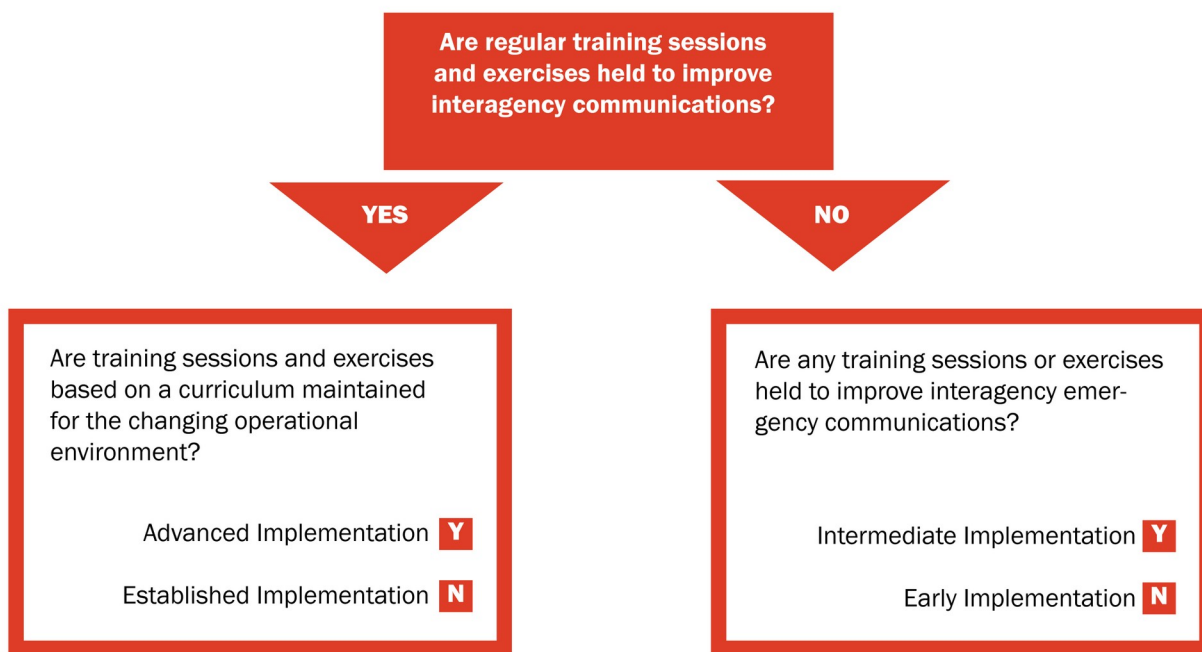 Are regular training sessions
and exercises held to improve
interagency communications?
YES
NO
Are training sessions and exercises
based on a curriculum maintained
for the changing operational
environment?
Advanced Implementation Y
Established Implementation N
Are any training sessions or exercises
held to improve interagency emer-
gency communications?
Intermediate Implementation Y
Early Implementation N